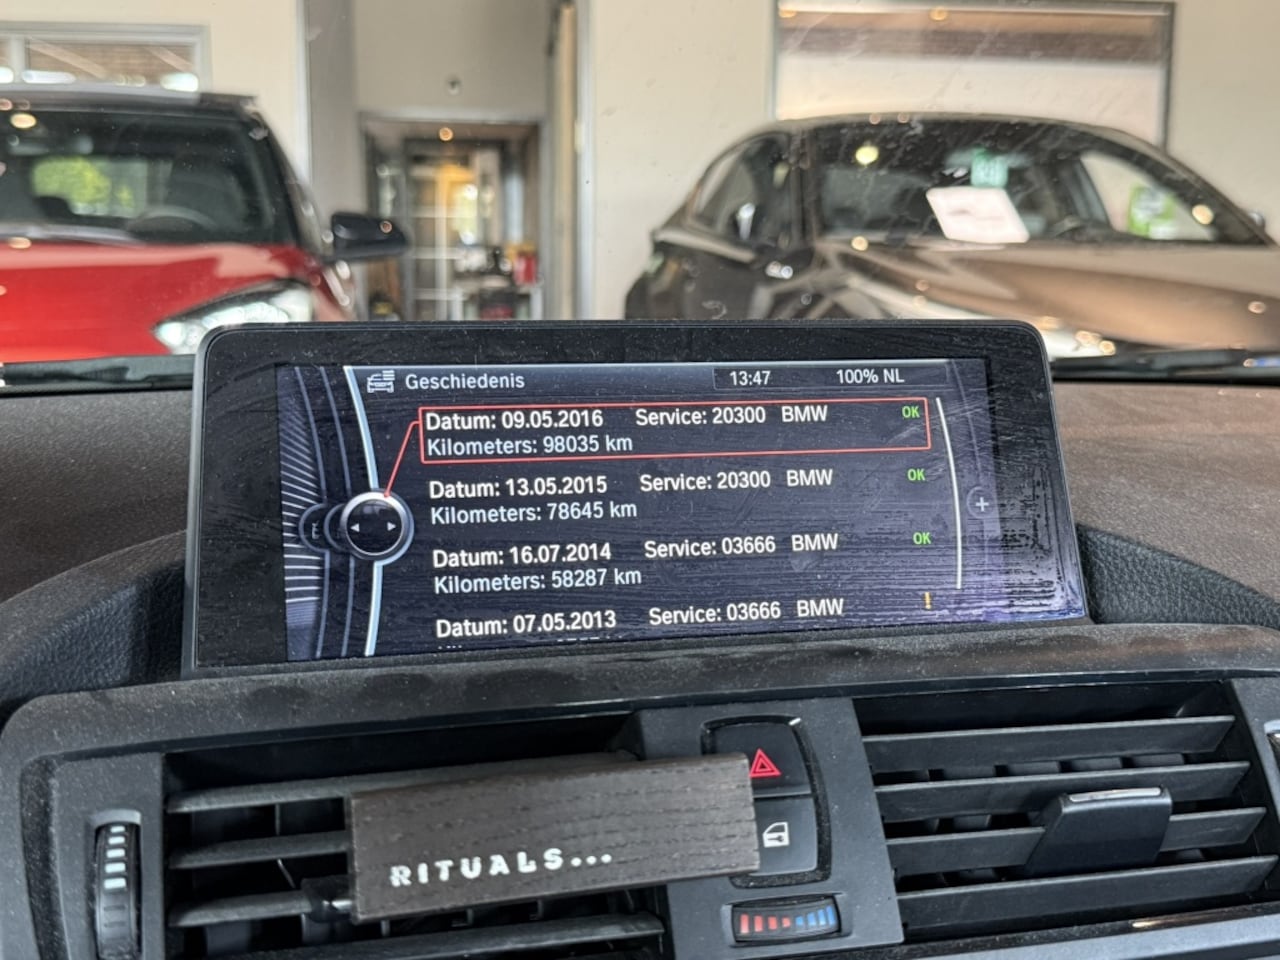 Geschiedenis 13:47 100% NL
Datum: 09.05.2016 Service: 20300 BMW OK
Kilometers: 98035 km
Datum: 13.05.2015 Service: 20300 BMW OK
Kilometers: 78645 km
Datum: 16.07.2014 Service: 03666 BMW OK
Kilometers: 58287 km
Datum: 07.05.2013 Service: 03666 BMW !
RITUALS...